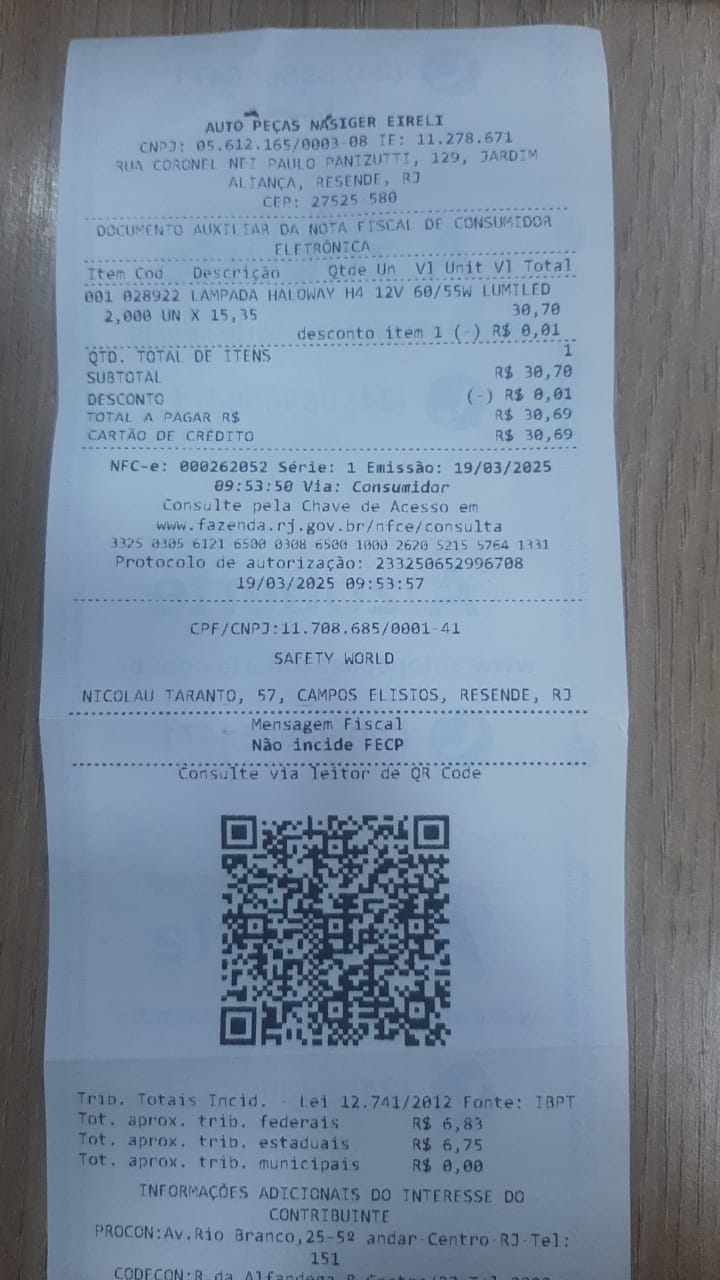 AUTO PEÇAS NASIGER EIRELI
CNPJ: 05.612.165/0003-08 IE: 11.278.671
RUA CORONEL NEI PAULO PANIZUTTI, 129, JARDIM
ALIANÇA, RESENDE, RJ
CEP: 27525 580
DOCUMENTO AUXILIAR DA NOTA FISCAL DE CONSUMIDOR
ELETRÔNICA
Item Cod Descrição Qtde Un Vl Unit Vl Total
001 028922 LAMPADA HALOWAY H4 12V 60/55W LUMILED
2,000 UN X 15,35 30,70
desconto item 1 (-) R$ 0,01
QTD. TOTAL DE ITENS 1
SUBTOTAL R$ 30,70
DESCONTO (-) R$ 0,01
TOTAL A PAGAR R$ R$ 30,69
CARTÃO DE CRÉDITO R$ 30,69
NFC-e: 000262052 Série: 1 Emissão: 19/03/2025
09:53:50 Via: Consumidor
Consulte pela Chave de Acesso em
www.fazenda.rj.gov.br/nfce/consulta
3325 0305 6121 6500 0308 6500 1000 2620 5215 5764 1331
Protocolo de autorização: 233250652996708
19/03/2025 09:53:57
CPF/CNPJ:11.708.685/0001-41
SAFETY WORLD
NICOLAU TARANTO, 57, CAMPOS ELISIOS, RESENDE, RJ
Mensagem Fiscal
Não incide FECP
Consulte via leitor de QR Code
Trib. Totais Incid. - Lei 12.741/2012 Fonte: IBPT
Tot. aprox. trib. federais R$ 6,83
Tot. aprox. trib. estaduais R$ 6,75
Tot. aprox. trib. municipais R$ 0,00
INFORMAÇÕES ADICIONAIS DO INTERESSE DO
CONTRIBUINTE
PROCON:Av.Rio Branco,25-5º andar-Centro-RJ-Tel:
151
CODECON:R da Alfandega